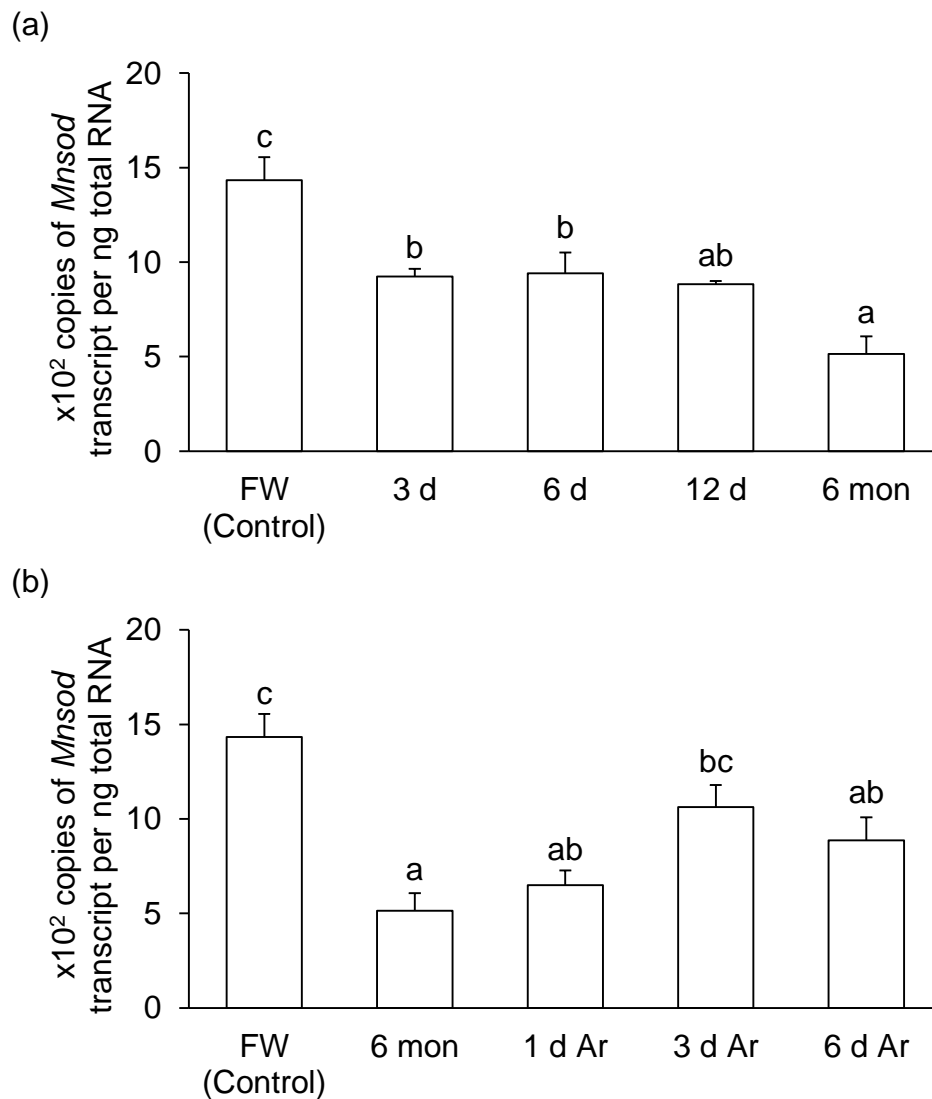 (a)
x10² copies of Mnsod
transcript per ng total RNA
20
15
10
5
0
c
b
b
ab
a
FW
(Control)
3 d
6 d
12 d
6 mon
(b)
x10² copies of Mnsod
transcript per ng total RNA
20
15
10
5
0
c
a
ab
bc
ab
FW
(Control)
6 mon
1 d Ar
3 d Ar
6 d Ar